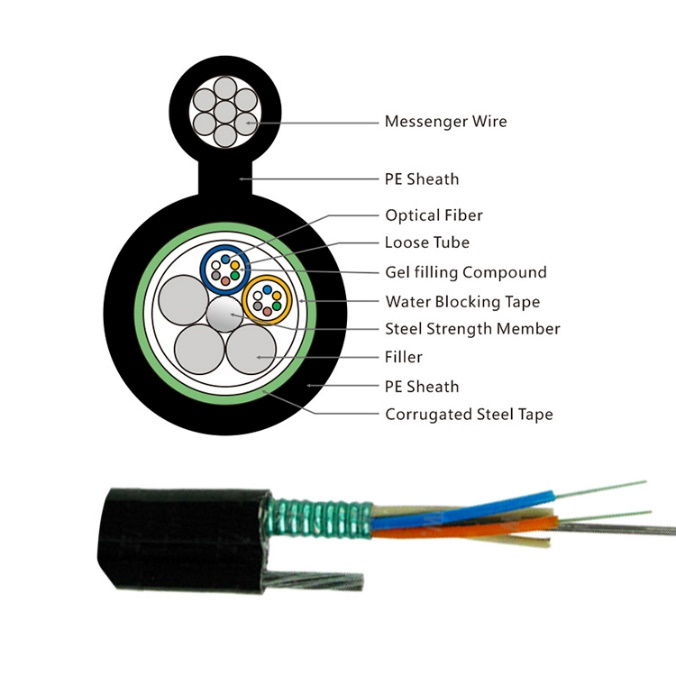 Messenger Wire
PE Sheath
Optical Fiber
Loose Tube
Gel filling Compound
Water Blocking Tape
Steel Strength Member
Filler
PE Sheath
Corrugated Steel Tape